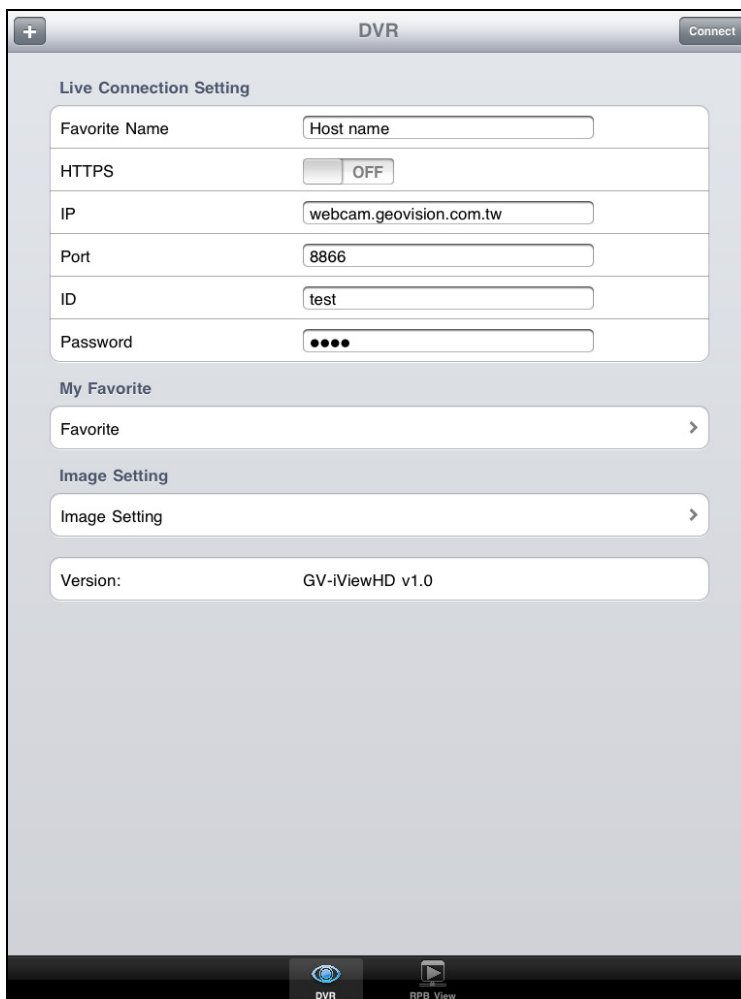 + DVR Connect
Live Connection Setting
Favorite Name Host name
HTTPS OFF
IP webcam.geovision.com.tw
Port 8866
ID test
Password ●●●●
My Favorite
Favorite >
Image Setting
Image Setting >
Version: GV-iViewHD v1.0
DVR RPB View